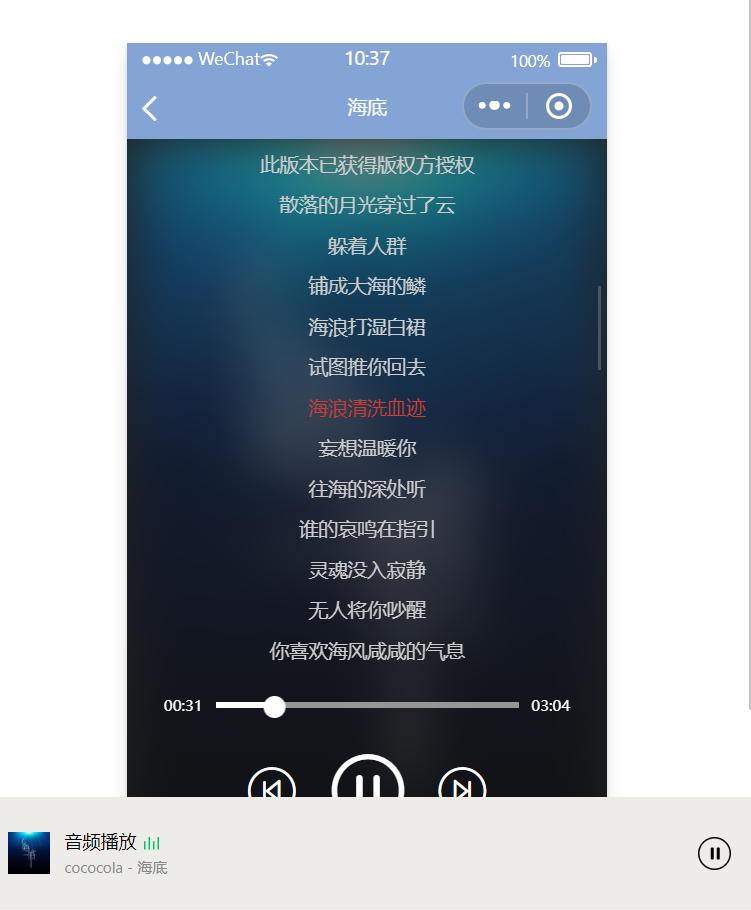 WeChat 10:37 100%
海底
此版本已获得版权方授权
散落的月光穿过了云
躲着人群
铺成大海的鳞
海浪打湿白裙
试图推你回去
海浪清洗血迹
妄想温暖你
往海的深处听
谁的哀鸣在指引
灵魂没入寂静
无人将你吵醒
你喜欢海风咸咸的气息
00:31 03:04
音频播放
cococola - 海底